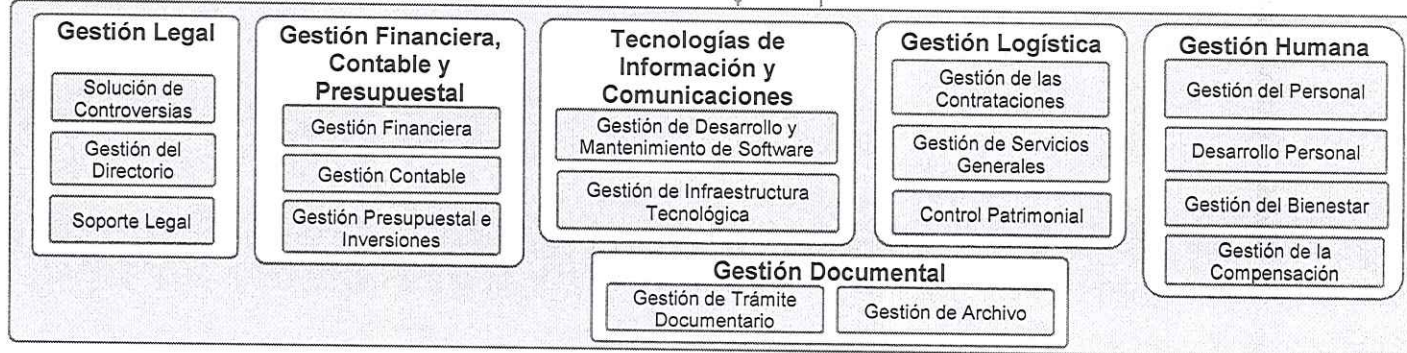 Gestión Legal
Solución de
Controversias
Gestión del
Directorio
Soporte Legal
Gestión Financiera,
Contable y
Presupuestal
Gestión Financiera
Gestión Contable
Gestión Presupuestal e
Inversiones
Tecnologías de
Información y
Comunicaciones
Gestión de Desarrollo y
Mantenimiento de Software
Gestión de Infraestructura
Tecnológica
Gestión Logística
Gestión de las
Contrataciones
Gestión de Servicios
Generales
Control Patrimonial
Gestión Humana
Gestión del Personal
Desarrollo Personal
Gestión del Bienestar
Gestión de la
Compensación
Gestión Documental
Gestión de Trámite
Documentario
Gestión de Archivo